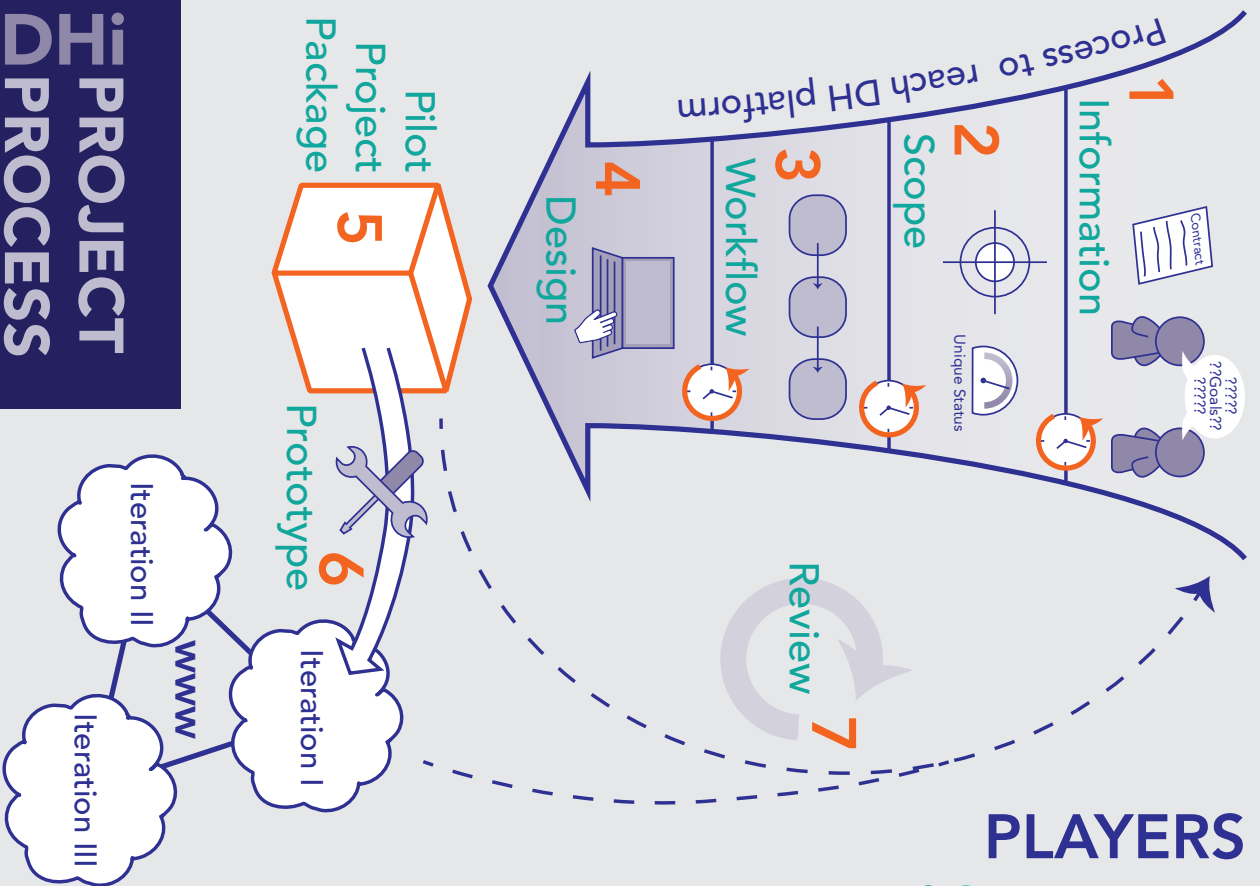 DHi
PROJECT
PROCESS
Process to reach DH platform
1
Information
Contract
?????
??Goals??
?????
2
Scope
Unique Status
3
Workflow
4
Design
Pilot
Project
Package
5
Prototype
6
Iteration I
Iteration II
Iteration III
www
Review
7
PLAYERS